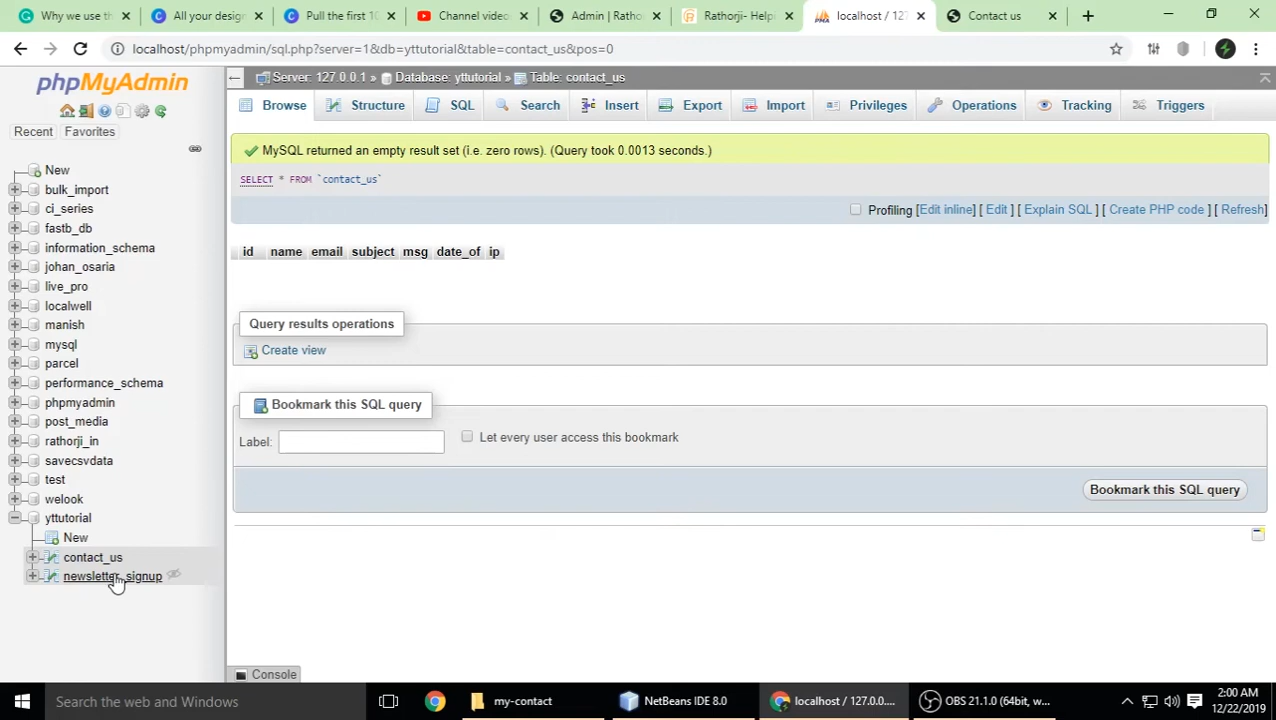 Why we use t
All your design
Pull the first 10
Channel video
Admin | Ratho
Rathorji- Help
localhost / 127
Contact us
localhost/phpmyadmin/sql.php?server=1&db=yttutorial&table=contact_us&pos=0
phpMyAdmin
Server: 127.0.0.1 » Database: yttutorial » Table: contact_us
Browse Structure SQL Search Insert Export Import Privileges Operations Tracking Triggers
Recent Favorites
New
bulk_import
ci_series
fastb_db
information_schema
johan_osaria
live_pro
localwell
manish
mysql
parcel
performance_schema
phpmyadmin
post_media
rathorji_in
savecsvdata
test
welook
yttutorial
New
contact_us
newsletter_signup
MySQL returned an empty result set (i.e. zero rows). (Query took 0.0013 seconds.)
SELECT * FROM `contact_us`
Profiling [Edit inline] [ Edit ] [ Explain SQL ] [ Create PHP code ] [ Refresh]
id name email subject msg date_of ip
Query results operations
Create view
Bookmark this SQL query
Label: Let every user access this bookmark
Bookmark this SQL query
Console
Search the web and Windows
my-contact
NetBeans IDE 8.0
localhost / 127.0.0....
OBS 21.1.0 (64bit, w...
2:00 AM
12/22/2019